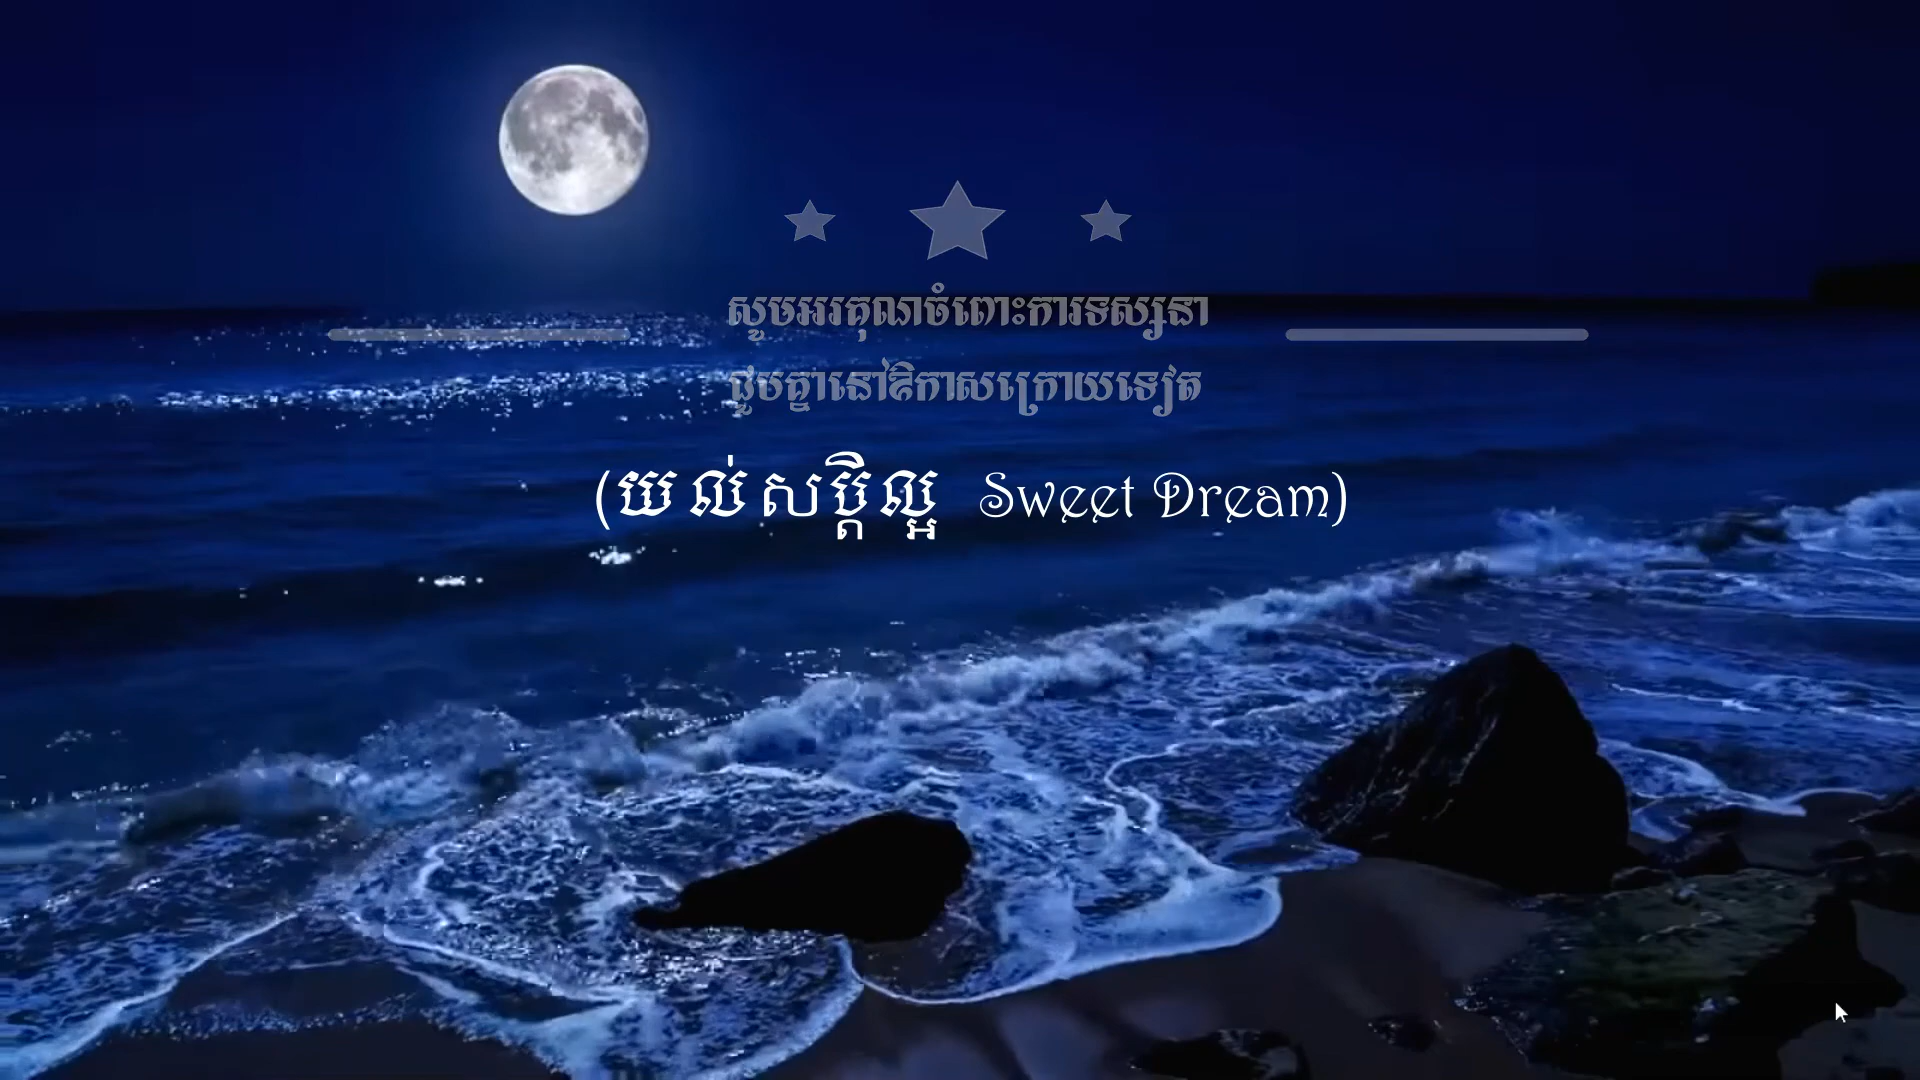 សូមអរគុណចំពោះការទស្សនា
ជួបគ្នានៅឱកាសក្រោយទៀត
(យល់សប្តិល្អ Sweet Dream)